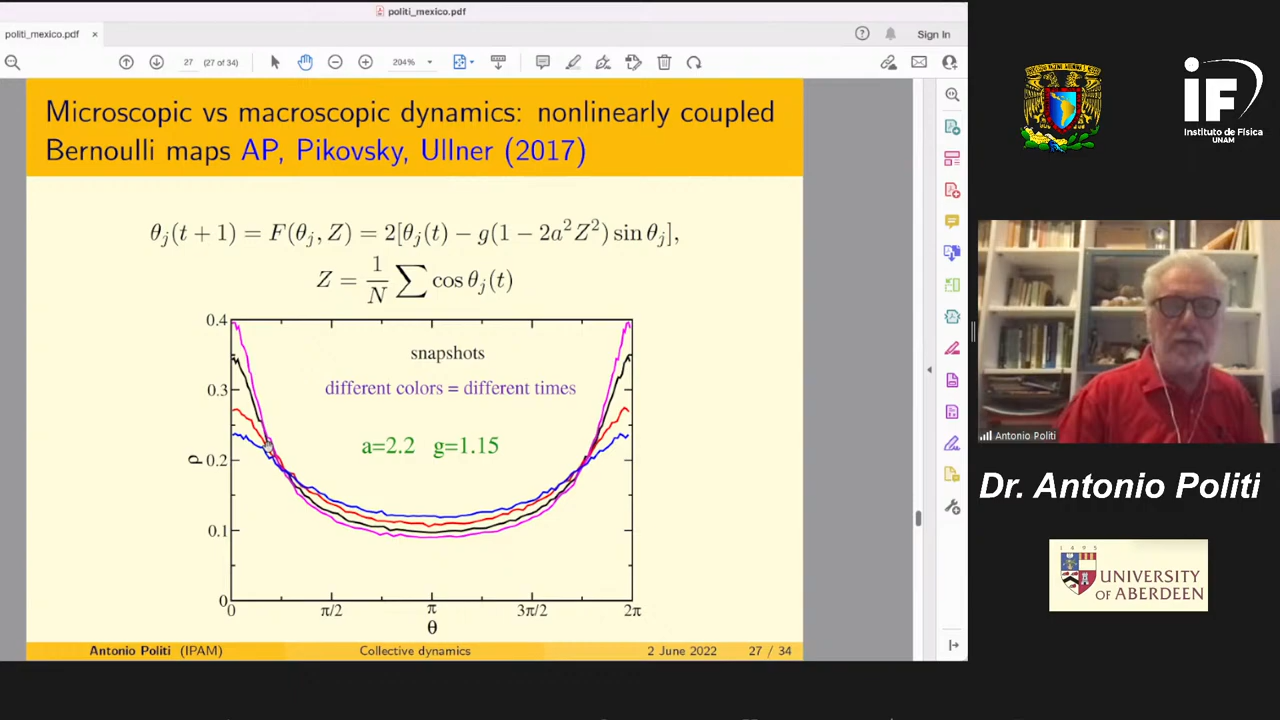 politi_mexico.pdf
politi_mexico.pdf ×
Sign In
27 (27 of 34) 204%
Microscopic vs macroscopic dynamics: nonlinearly coupled
Bernoulli maps AP, Pikovsky, Ullner (2017)
θj(t + 1) = F(θj, Z) = 2[θj(t) − g(1 − 2a²Z²) sin θj],
Z = 1/N ∑ cos θj(t)
0.4
0.3
0.2
0.1
0
ρ
snapshots
different colors = different times
a=2.2 g=1.15
0 π/2 π 3π/2 2π
θ
Antonio Politi (IPAM) Collective dynamics 2 June 2022 27 / 34
iF
Instituto de Física
UNAM
Antonio Politi
Dr. Antonio Politi
1495
UNIVERSITY
OF ABERDEEN